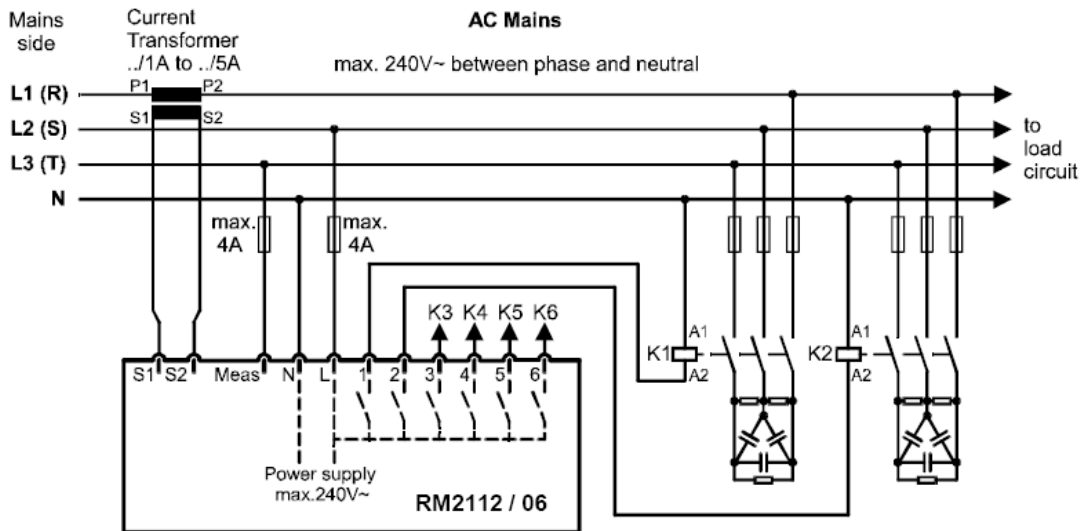 Mains
side
Current
Transformer
../1A to ../5A
AC Mains
max. 240V~ between phase and neutral
P1 P2
L1 (R)
S1 S2
L2 (S)
L3 (T)
N
to
load
circuit
max.
4A
max.
4A
K3 K4 K5 K6
K1
A1
A2
K2
A1
A2
S1 S2 Meas N L 1 2 3 4 5 6
Power supply
max.240V~
RM2112 / 06